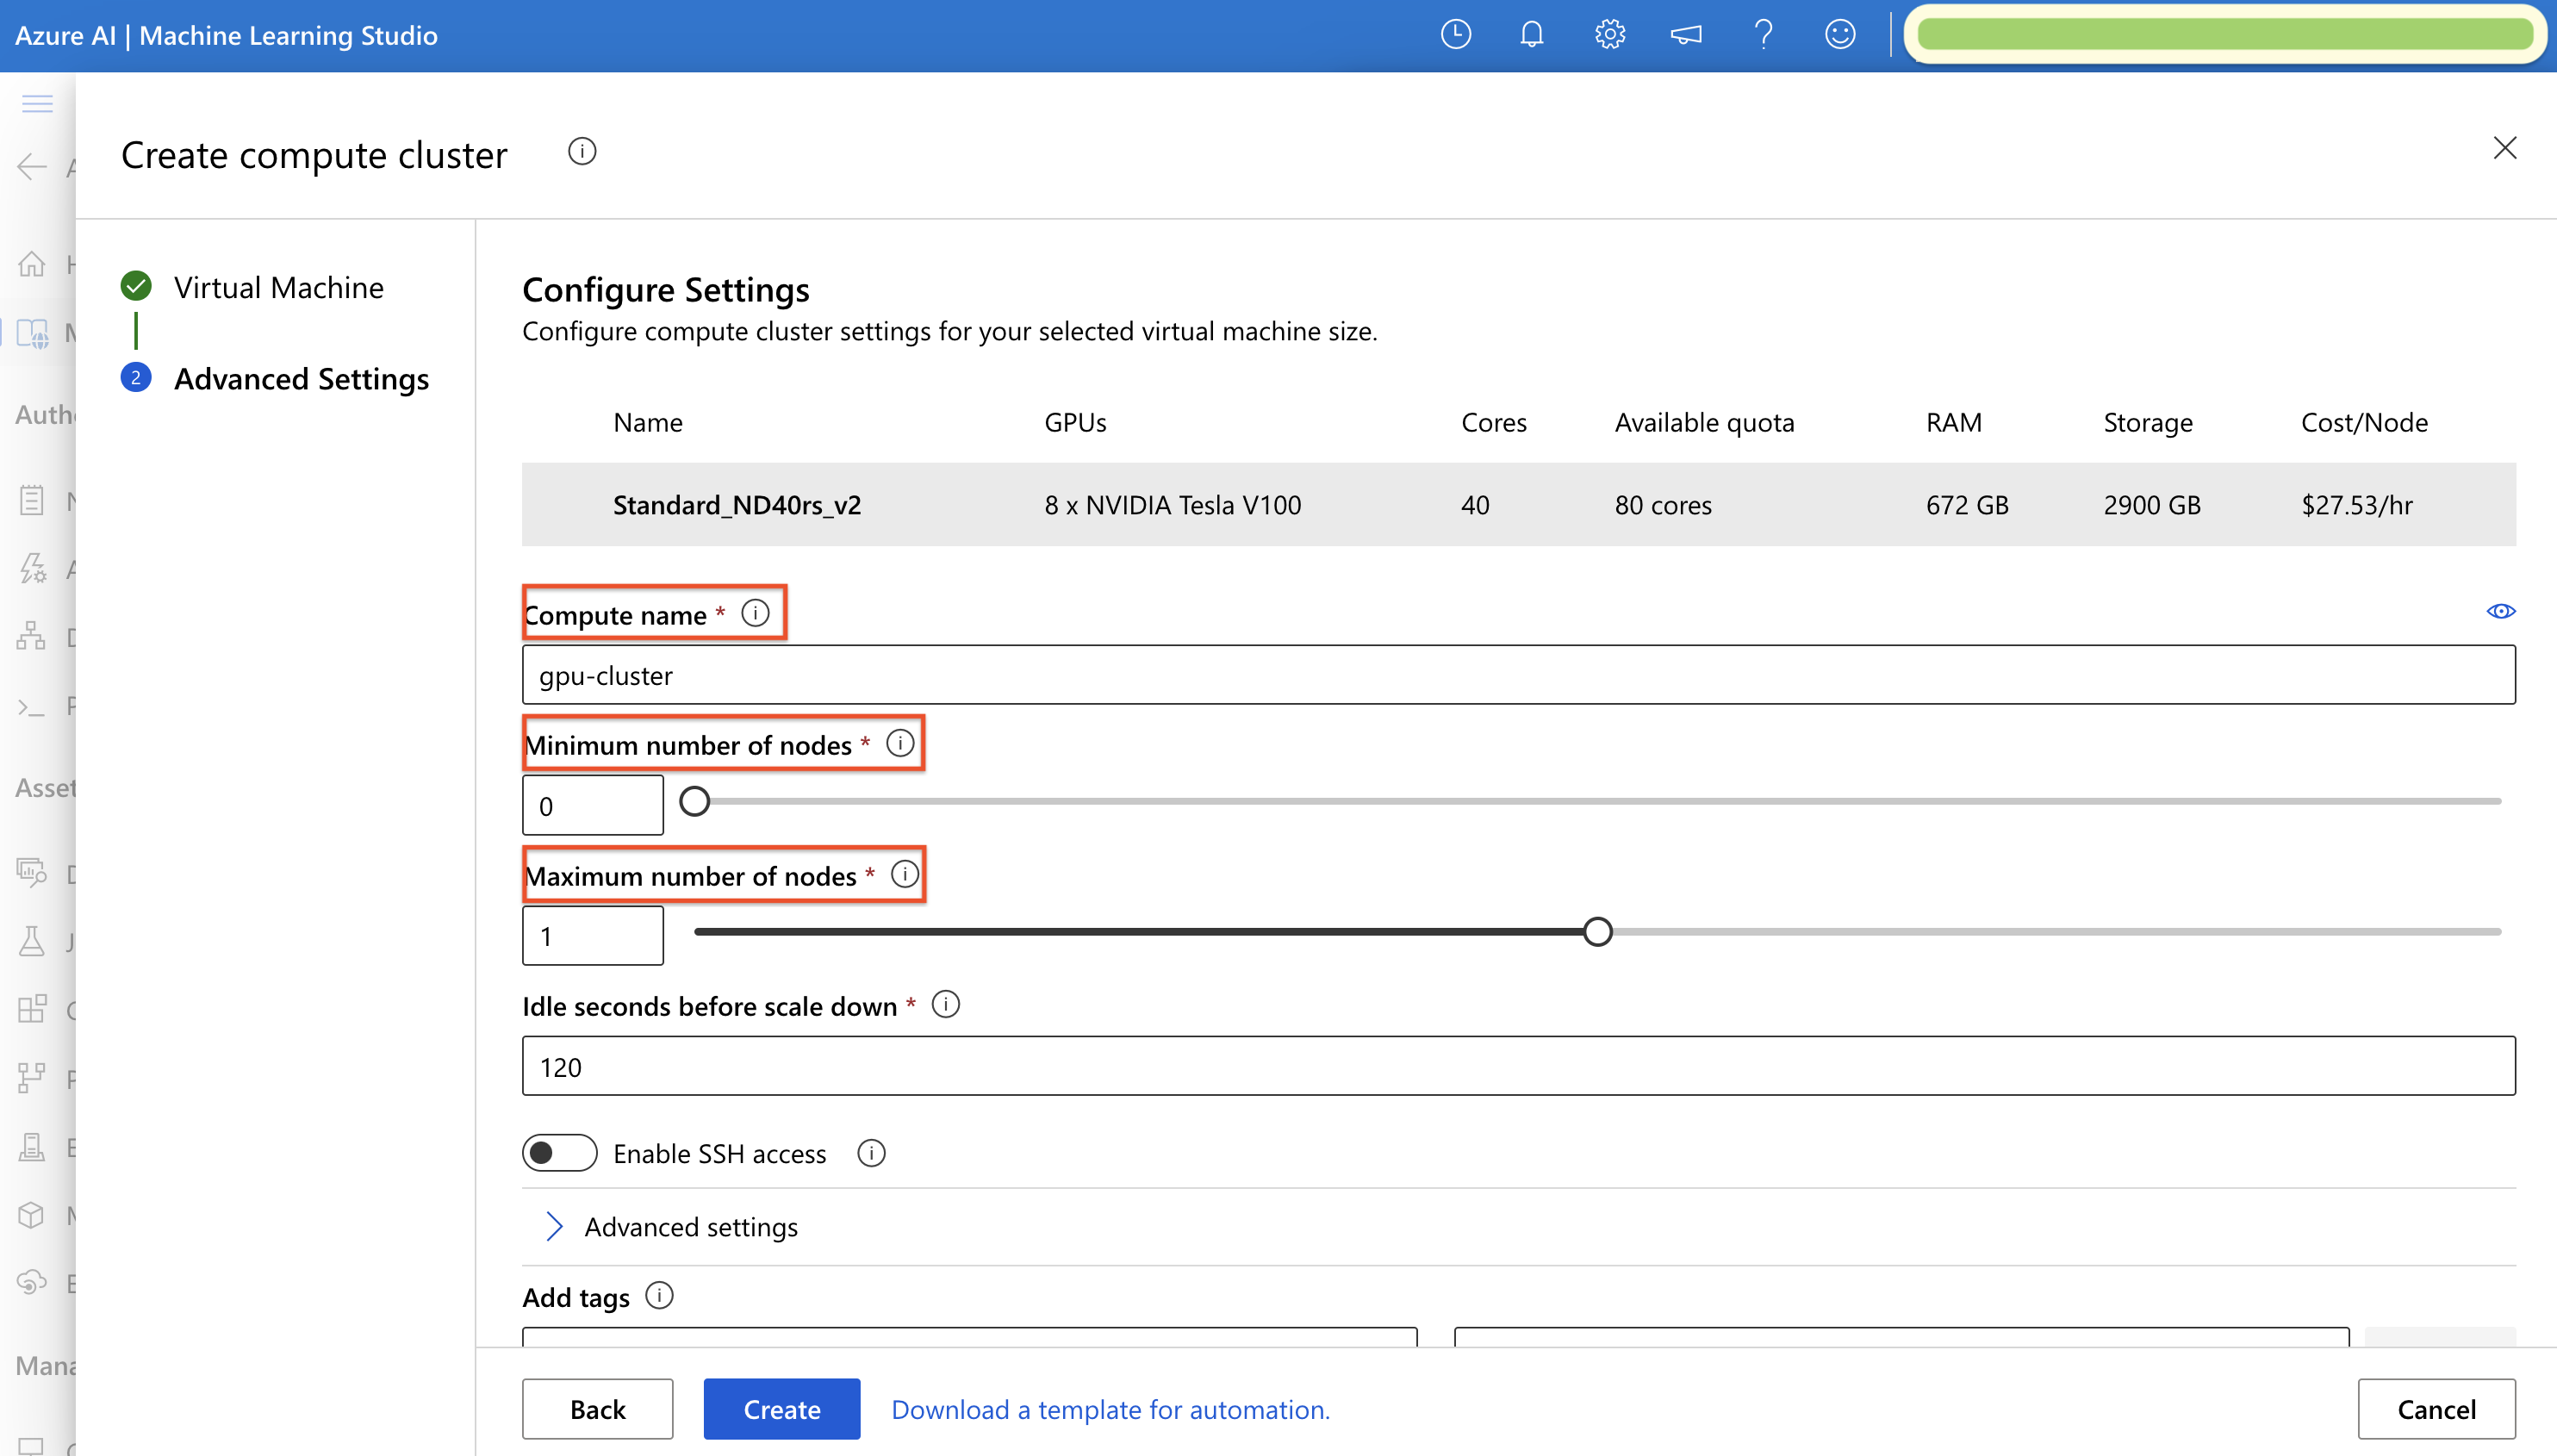 Azure AI | Machine Learning Studio
Create compute cluster
Virtual Machine
2 Advanced Settings
Configure Settings
Configure compute cluster settings for your selected virtual machine size.
Name GPUs Cores Available quota RAM Storage Cost/Node
Standard_ND40rs_v2 8 x NVIDIA Tesla V100 40 80 cores 672 GB 2900 GB $27.53/hr
Compute name *
gpu-cluster
Minimum number of nodes *
0
Maximum number of nodes *
1
Idle seconds before scale down *
120
Enable SSH access
Advanced settings
Add tags
Back Create Download a template for automation. Cancel